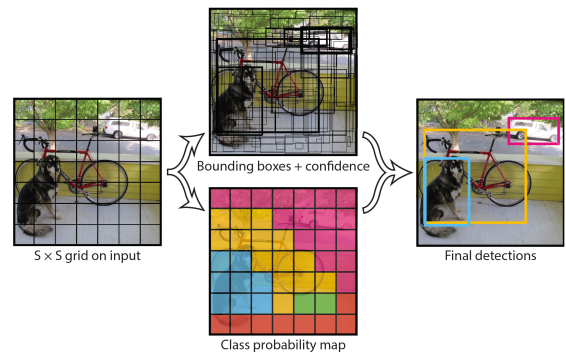 Bounding boxes + confidence
S × S grid on input
Final detections
Class probability map